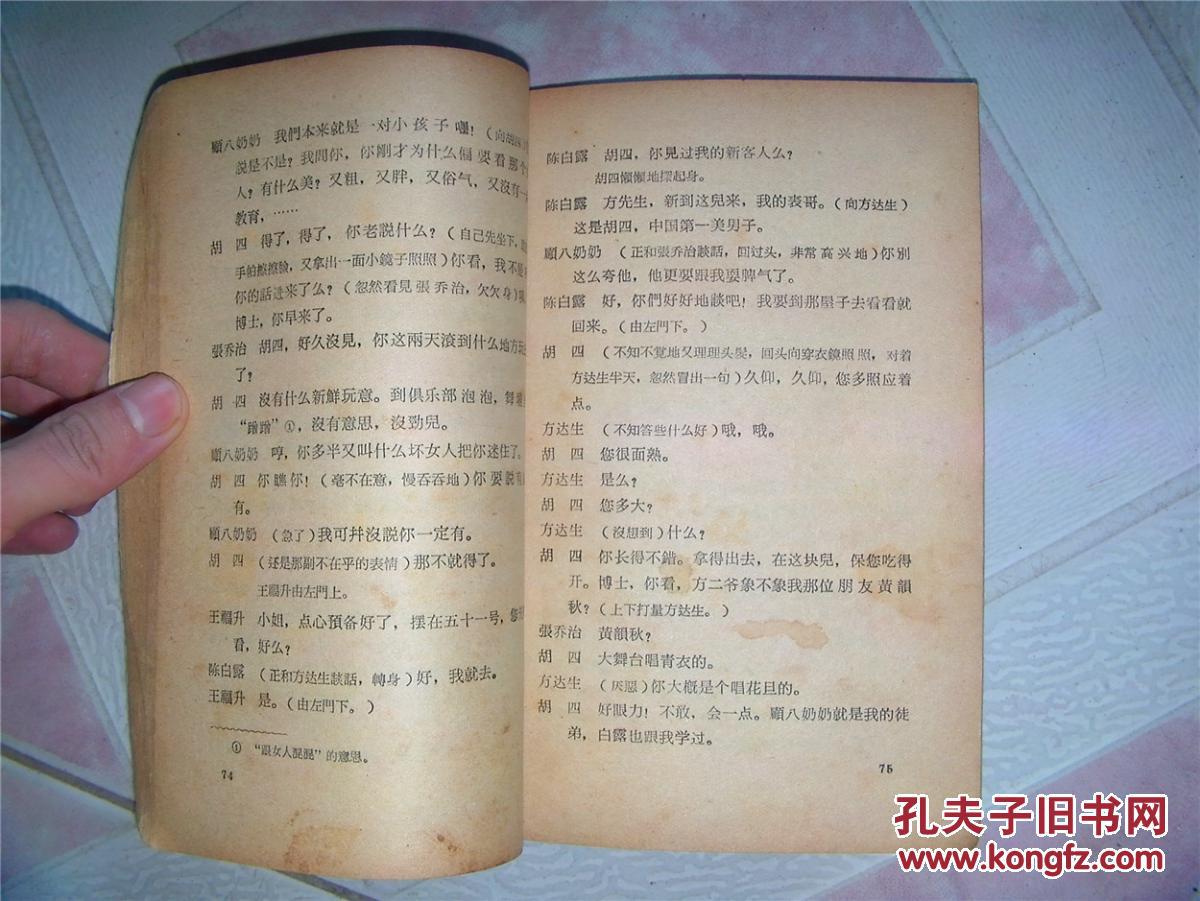 顧八奶奶 我們本来就是一对小孩子嘿!(向胡四)
說是不是?我問你,你剛才为什么偏要看那个
人?有什么美?又粗,又胖,又俗气,又沒有一
教育,……
胡 四 得了,得了,你老說什么?(自己先坐下,
手帕擦擦臉,又拿出一面小鏡子照照)你看,我不是
你的話进来了么?(忽然看見張乔治,欠欠身)
博士,你早来了。
張乔治 胡四,好久沒見,你这兩天滾到什么地方
了?
胡 四 沒有什么新鮮玩意。到俱乐部泡泡,舞
“蹭蹭”①,沒有意思,沒勁兒。
顧八奶奶 哼,你多半又叫什么坏女人把你迷住了。
胡 四 你瞧你!(毫不在意,慢吞吞地)你要說有
有。
顧八奶奶 (急了)我可幷沒說你一定有。
胡 四 (还是那副不在乎的表情)那不就得了。
王福升由左門上。
王福升 小姐,点心預备好了,摆在五十一号,您
看,好么?
陈白露 (正和方达生談話,轉身)好,我就去。
王福升 是。(由左門下。)
① “跟女人混混”的意思。
74
陈白露 胡四,你見过我的新客人么?
胡四懶懶地擺起身。
陈白露 方先生,新到这兒来,我的表哥。(向方达生)
这是胡四,中国第一美男子。
顧八奶奶 (正和張乔治談話,回过头,非常高兴地)你別
这么夸他,他更要跟我耍脾气了。
陈白露 好,你們好好地談吧!我要到那屋子去看看就
回来。(由左門下。)
胡 四 (不知不覚地又理理头髮,回头向穿衣鏡照照,对着
方达生半天,忽然冒出一句)久仰,久仰,您多照应着
点。
方达生 (不知答些什么好)哦,哦。
胡 四 您很面熟。
方达生 是么?
胡 四 您多大?
方达生 (沒想到)什么?
胡 四 你长得不錯。拿得出去,在这块兒,保您吃得
开。博士,你看,方二爷象不象我那位朋友黄韻
秋?(上下打量方达生。)
張乔治 黄韻秋?
胡 四 大舞台唱青衣的。
方达生 (厌惡)你大概是个唱花旦的。
胡 四 好眼力!不敢,会一点。顧八奶奶就是我的徒
弟,白露也跟我学过。
75
孔夫子旧书网
www.kongfz.com